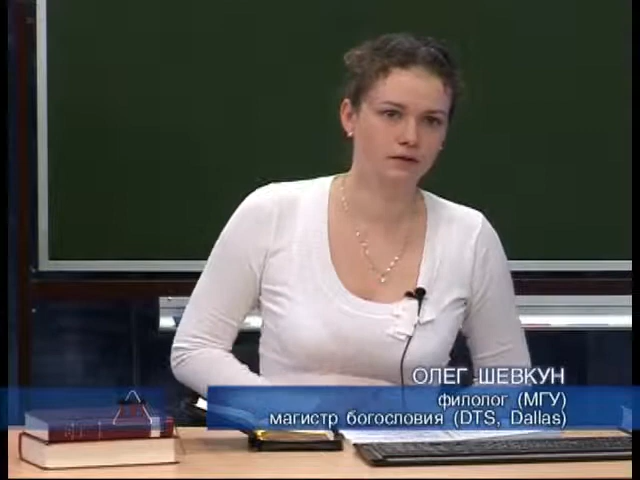 ОЛЕГ ШЕВКУН
филолог (МГУ)
магистр богословия (DTS, Dallas)